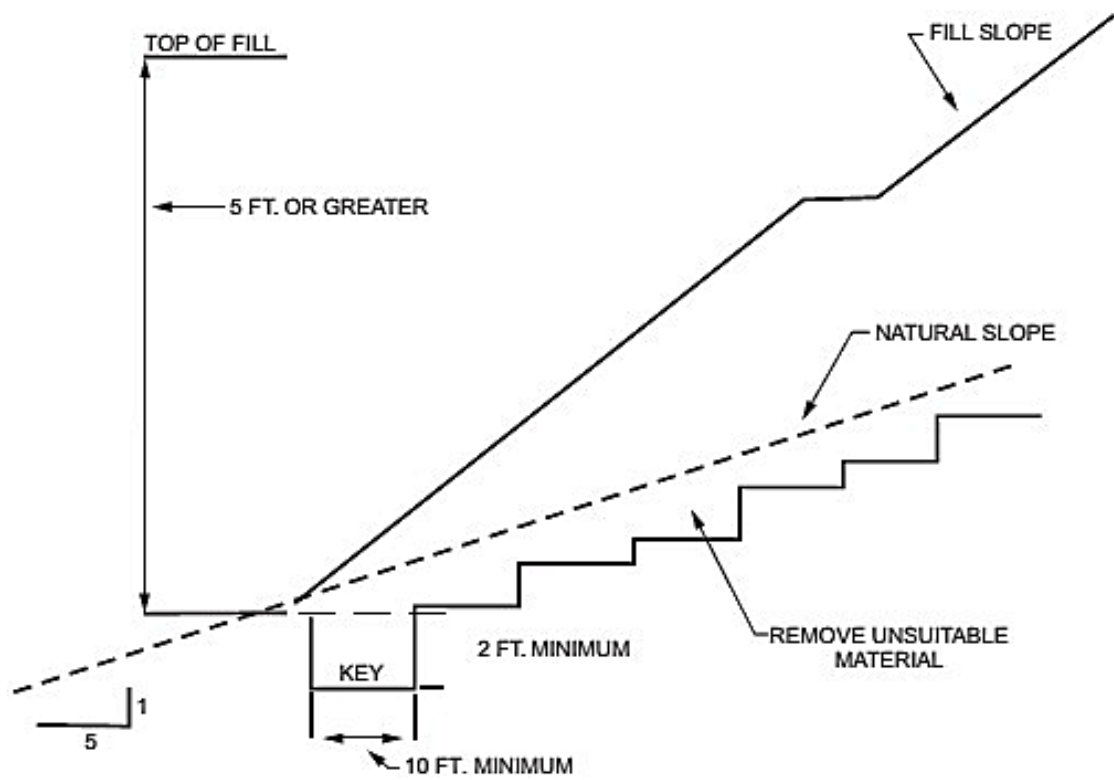 TOP OF FILL
FILL SLOPE
5 FT. OR GREATER
NATURAL SLOPE
2 FT. MINIMUM
REMOVE UNSUITABLE
MATERIAL
KEY
1
5
10 FT. MINIMUM